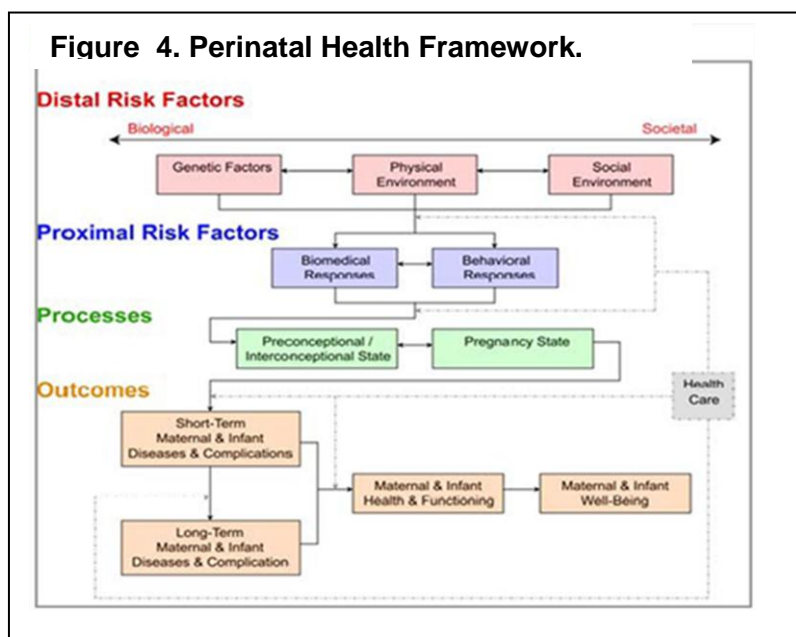 Figure 4. Perinatal Health Framework.
Distal Risk Factors
Biological
Societal
Genetic Factors
Physical
Environment
Social
Environment
Proximal Risk Factors
Biomedical
Responses
Behavioral
Responses
Processes
Preconceptional /
Interconceptional State
Pregnancy State
Health
Care
Outcomes
Short-Term
Maternal & Infant
Diseases & Complications
Maternal & Infant
Health & Functioning
Maternal & Infant
Well-Being
Long-Term
Maternal & Infant
Diseases & Complication